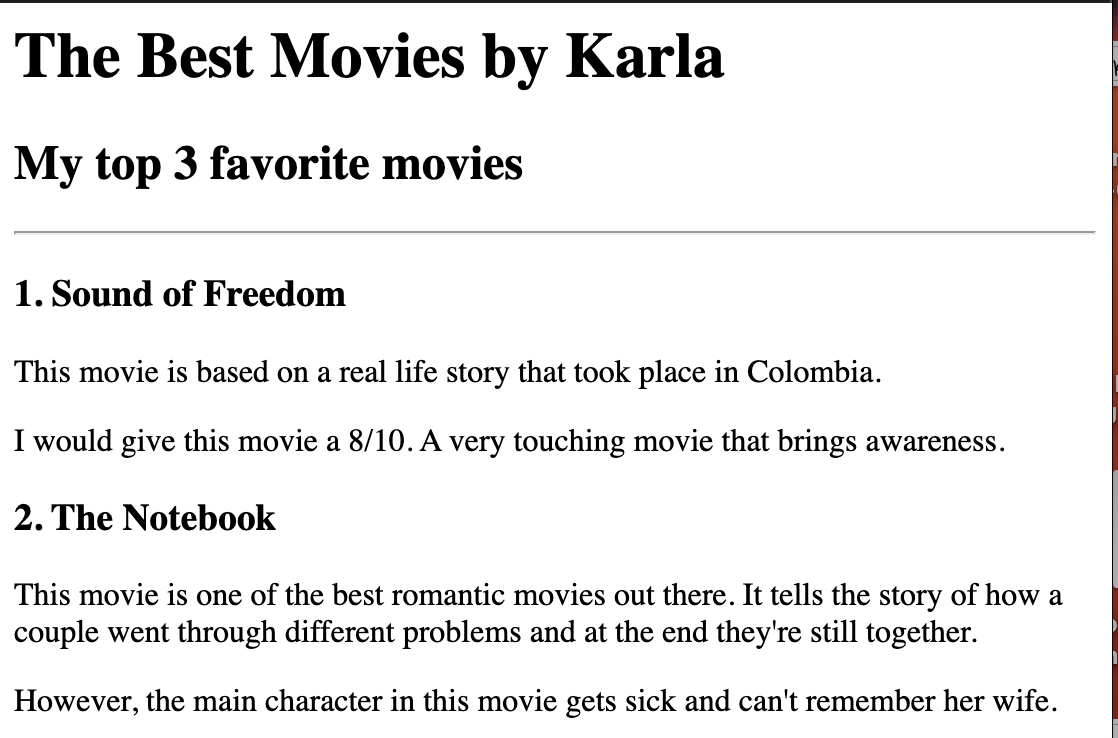 The Best Movies by Karla
My top 3 favorite movies
1. Sound of Freedom
This movie is based on a real life story that took place in Colombia.
I would give this movie a 8/10. A very touching movie that brings awareness.
2. The Notebook
This movie is one of the best romantic movies out there. It tells the story of how a
couple went through different problems and at the end they're still together.
However, the main character in this movie gets sick and can't remember her wife.